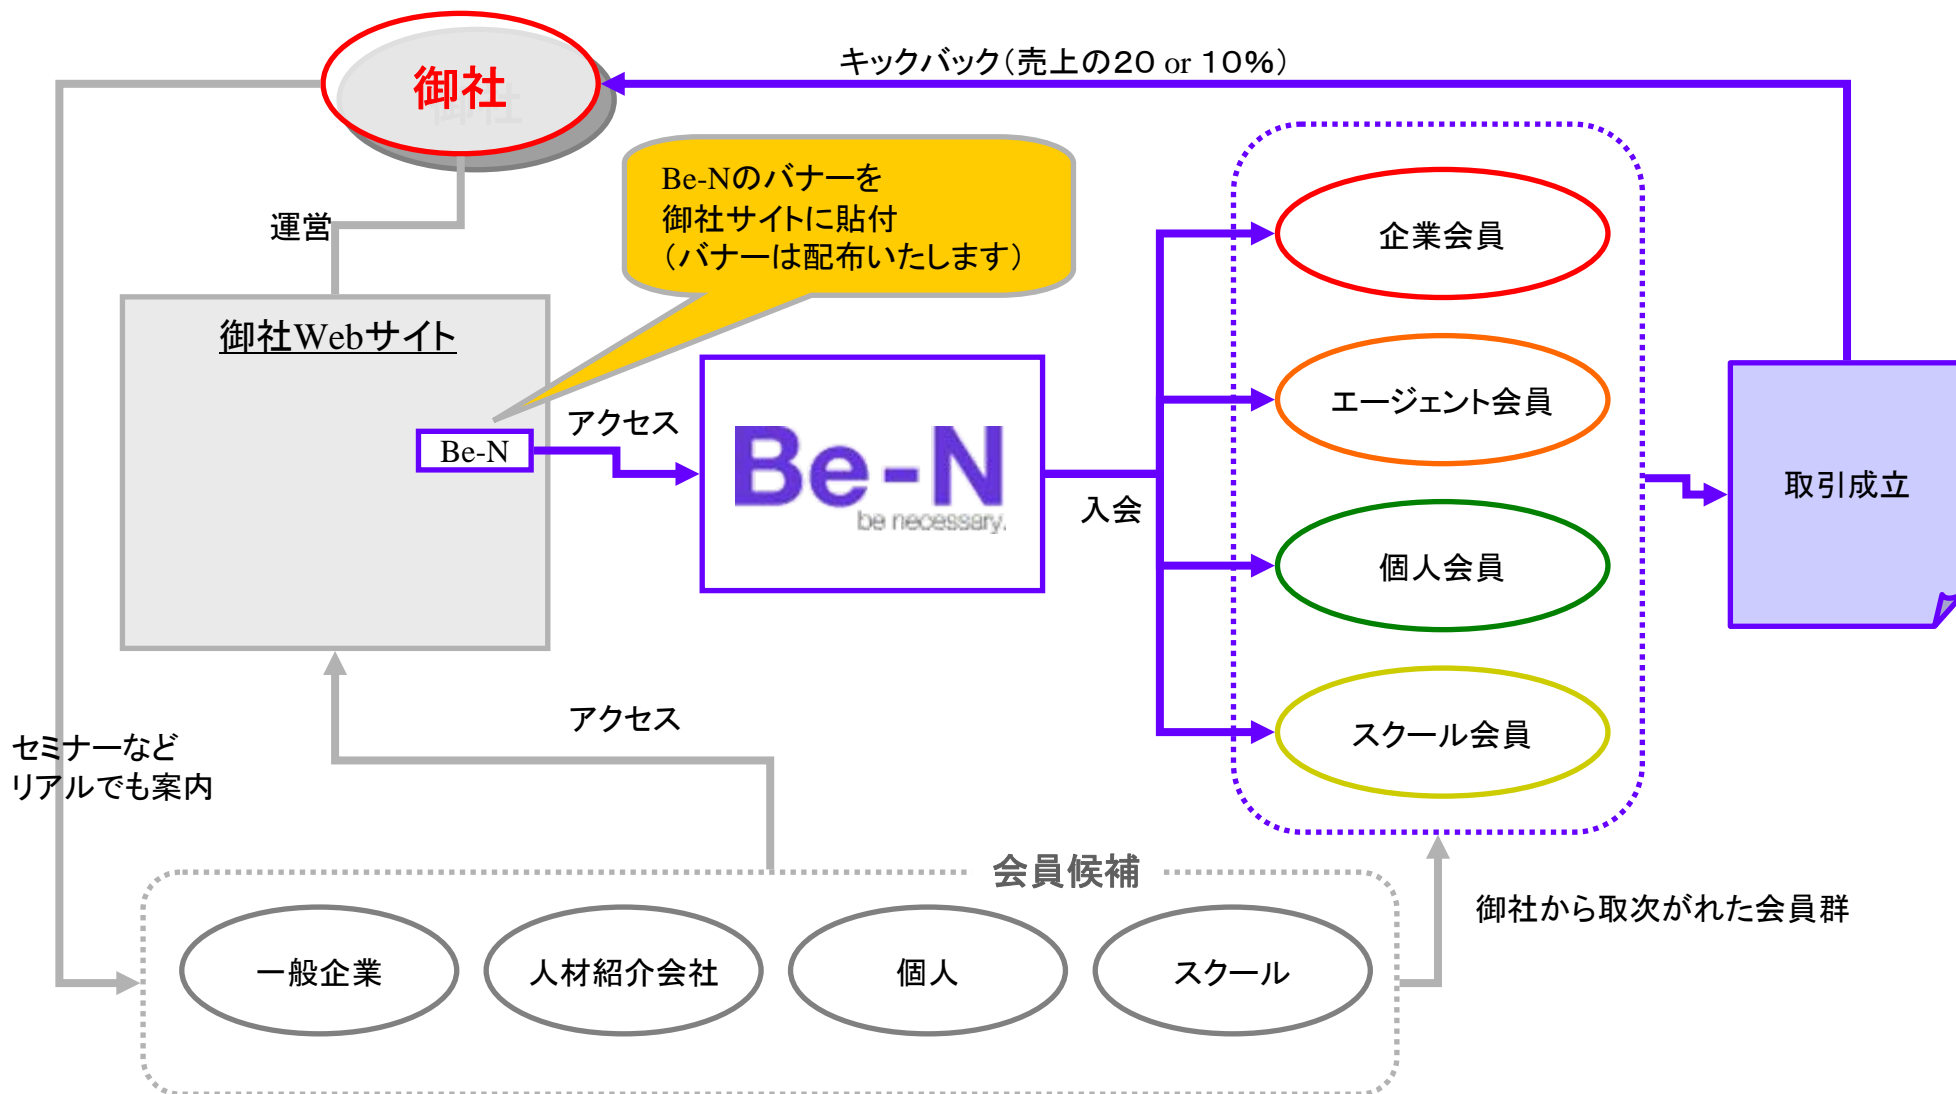 キックバック（売上の20 or 10%）
御社
Be-Nのバナーを
御社サイトに貼付
（バナーは配布いたします）
運営
企業会員
御社Webサイト
エージェント会員
アクセス
Be-N
Be-N
be necessary.
取引成立
入会
個人会員
アクセス
スクール会員
セミナーなど
リアルでも案内
会員候補
御社から取次がれた会員群
一般企業
人材紹介会社
個人
スクール